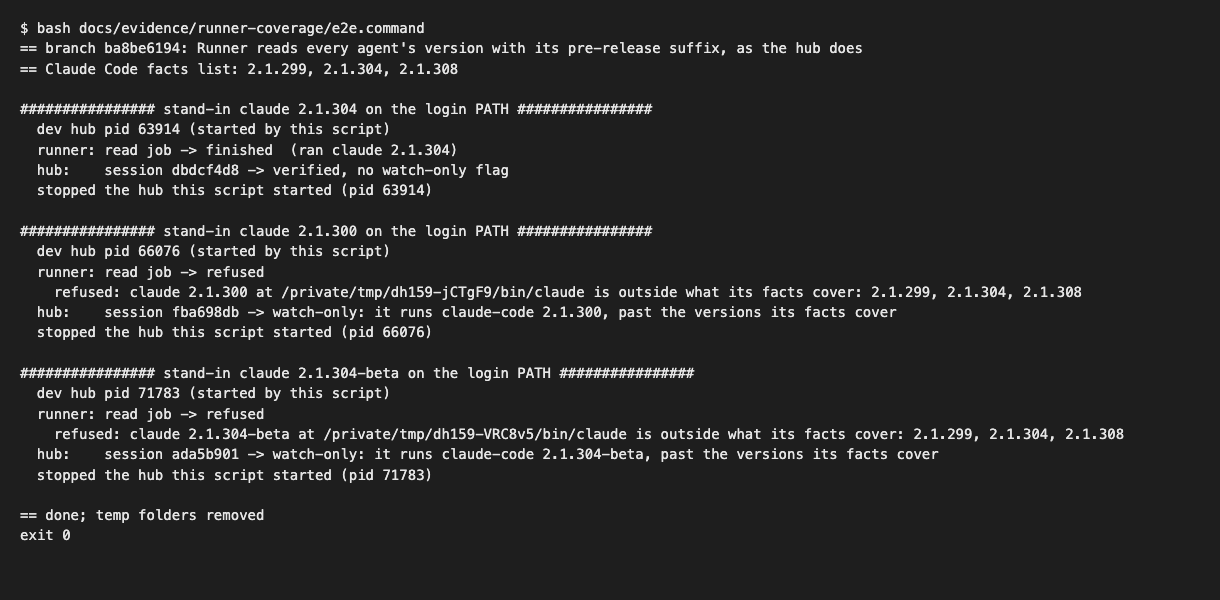 $ bash docs/evidence/runner-coverage/e2e.command
== branch ba8be6194: Runner reads every agent's version with its pre-release suffix, as the hub does
== Claude Code facts list: 2.1.299, 2.1.304, 2.1.308
################ stand-in claude 2.1.304 on the login PATH ################
dev hub pid 63914 (started by this script)
runner: read job -> finished  (ran claude 2.1.304)
hub:    session dbdcf4d8 -> verified, no watch-only flag
stopped the hub this script started (pid 63914)
################ stand-in claude 2.1.300 on the login PATH ################
dev hub pid 66076 (started by this script)
runner: read job -> refused
refused: claude 2.1.300 at /private/tmp/dh159-jCTgF9/bin/claude is outside what its facts cover: 2.1.299, 2.1.304, 2.1.308
hub:    session fba698db -> watch-only: it runs claude-code 2.1.300, past the versions its facts cover
stopped the hub this script started (pid 66076)
################ stand-in claude 2.1.304-beta on the login PATH ################
dev hub pid 71783 (started by this script)
runner: read job -> refused
refused: claude 2.1.304-beta at /private/tmp/dh159-VRC8v5/bin/claude is outside what its facts cover: 2.1.299, 2.1.304, 2.1.308
hub:    session ada5b901 -> watch-only: it runs claude-code 2.1.304-beta, past the versions its facts cover
stopped the hub this script started (pid 71783)
== done; temp folders removed
exit 0